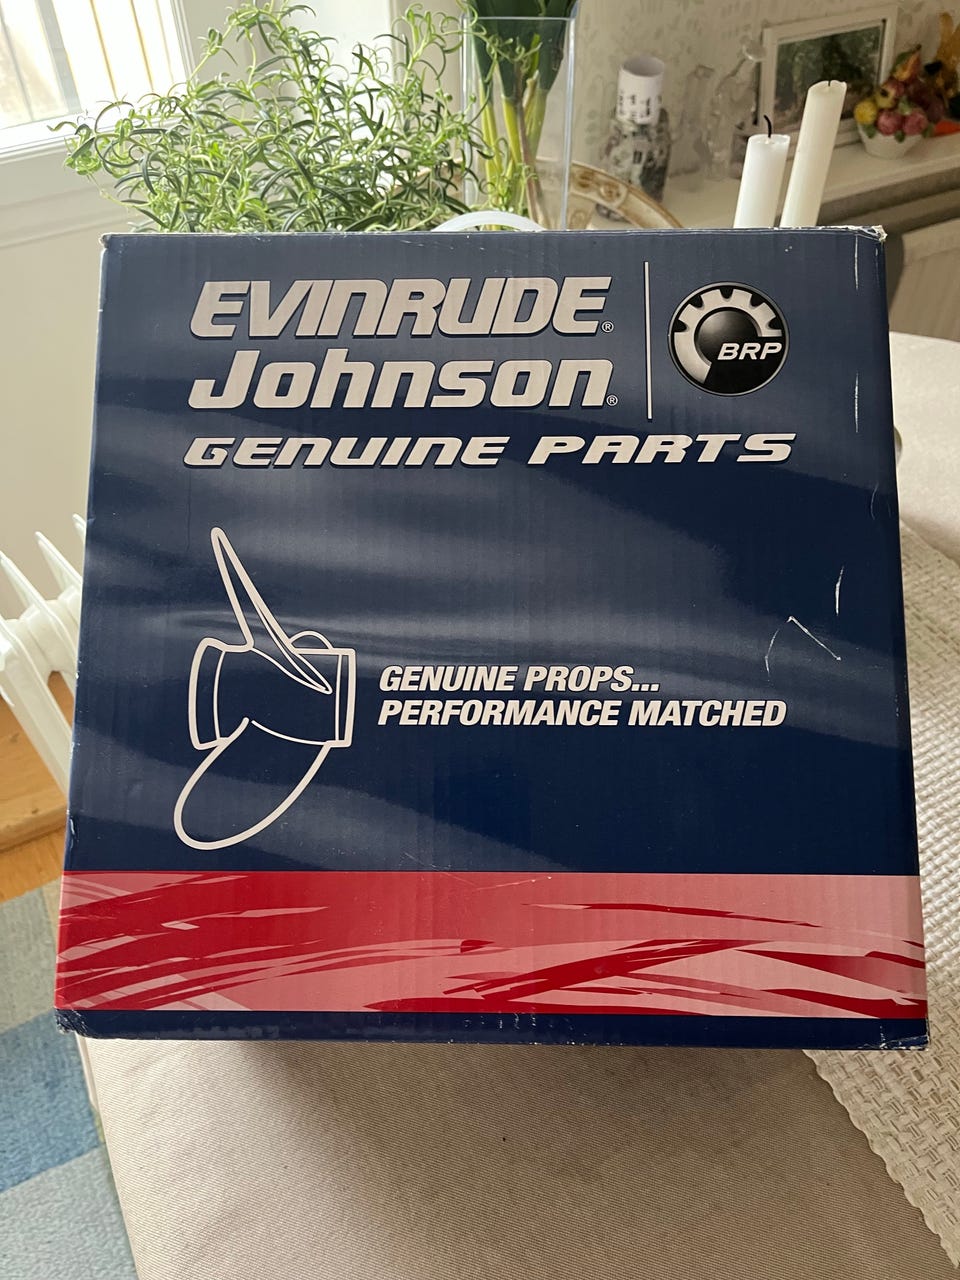 EVINRUDE®
Johnson®
BRP
GENUINE PARTS
GENUINE PROPS...
PERFORMANCE MATCHED